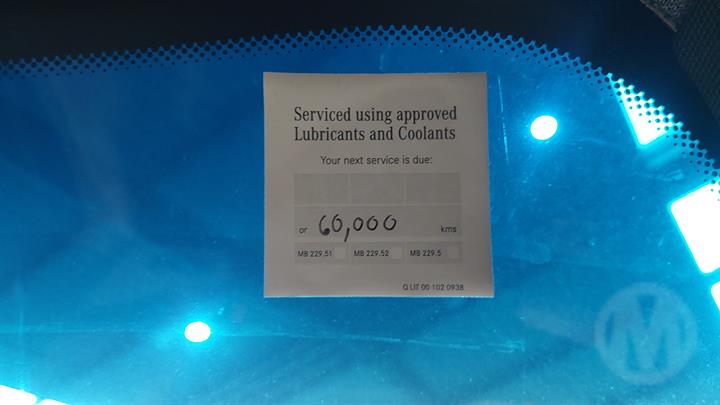 Serviced using approved
Lubricants and Coolants
Your next service is due:
or 60,000 kms
MB 229.51 MB 229.52 MB 229.5
Q LIT 00 102 0938
M